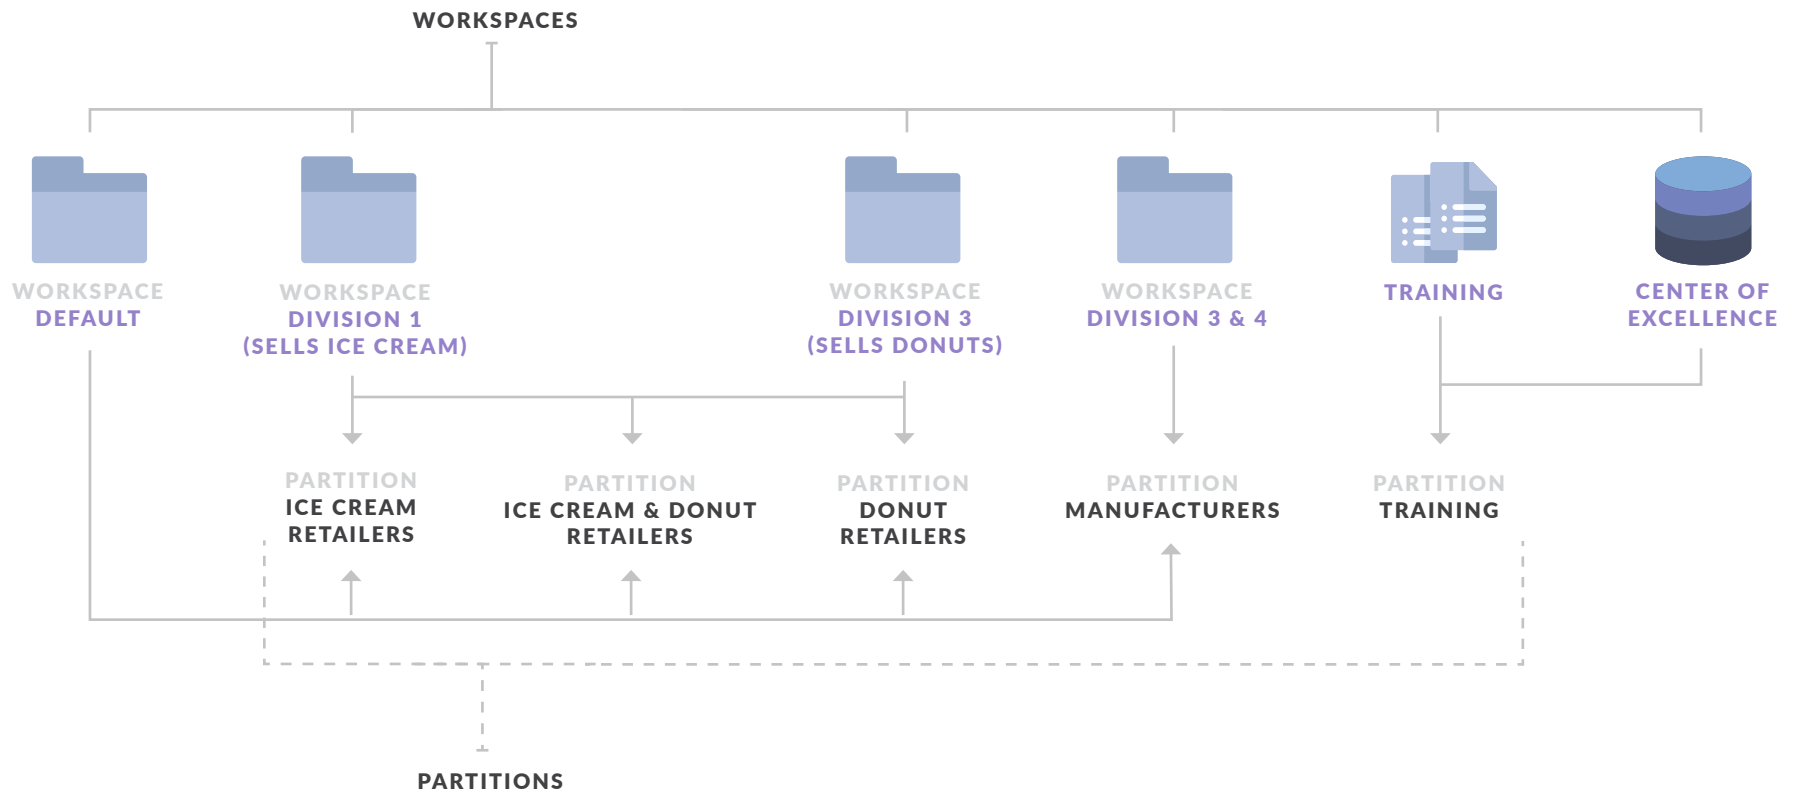 WORKSPACES
WORKSPACE
DEFAULT
WORKSPACE
DIVISION 1
(SELLS ICE CREAM)
WORKSPACE
DIVISION 3
(SELLS DONUTS)
WORKSPACE
DIVISION 3 & 4
TRAINING
CENTER OF
EXCELLENCE
PARTITION
ICE CREAM
RETAILERS
PARTITION
ICE CREAM & DONUT
RETAILERS
PARTITION
DONUT
RETAILERS
PARTITION
MANUFACTURERS
PARTITION
TRAINING
PARTITIONS